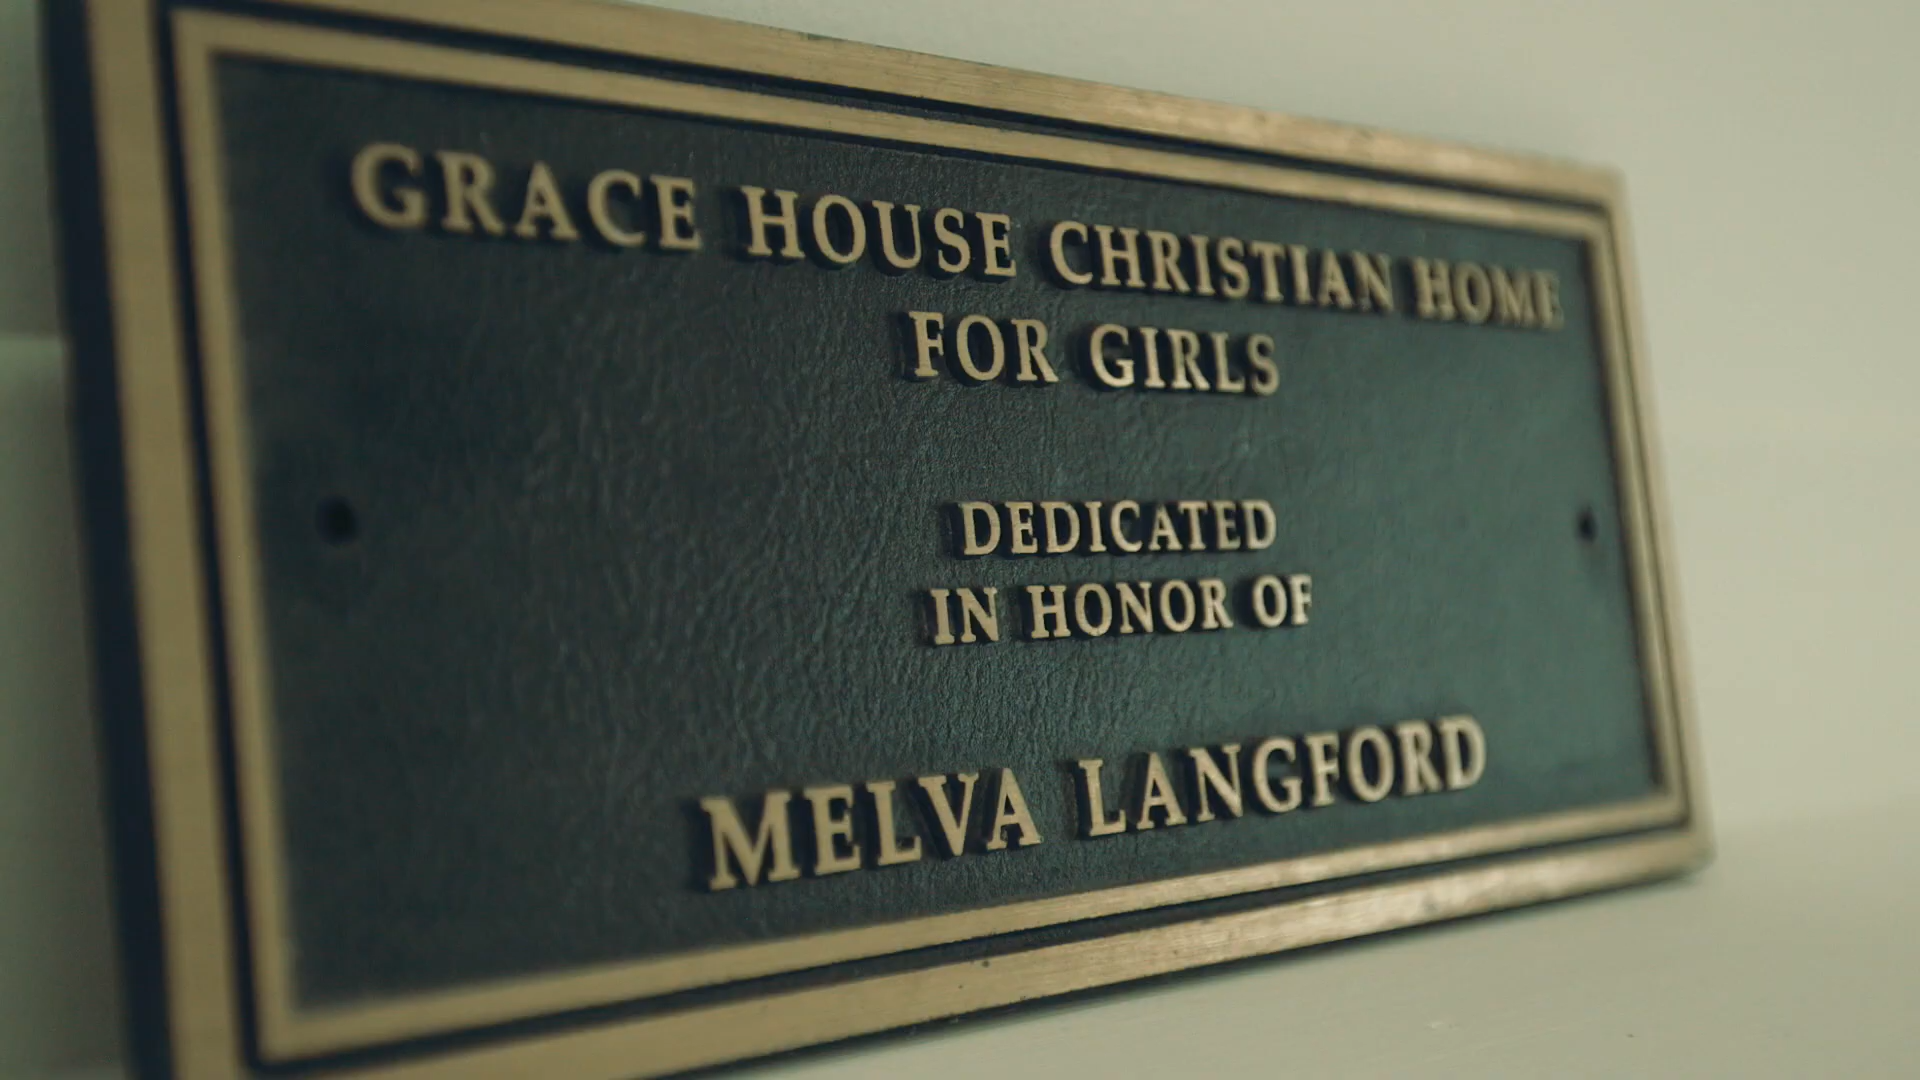 GRACE HOUSE CHRISTIAN HOME
FOR GIRLS
DEDICATED
IN HONOR OF
MELVA LANGFORD